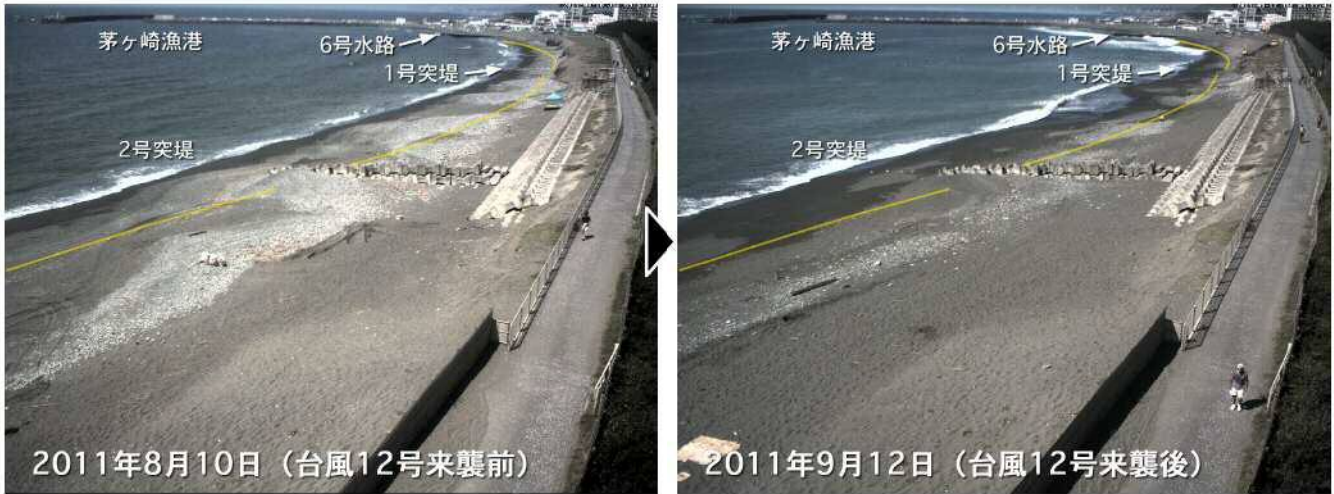 茅ヶ崎漁港
6号水路
1号突堤
2号突堤
2011年8月10日（台風12号来襲前）
茅ヶ崎漁港
6号水路
1号突堤
2号突堤
2011年9月12日（台風12号来襲後）